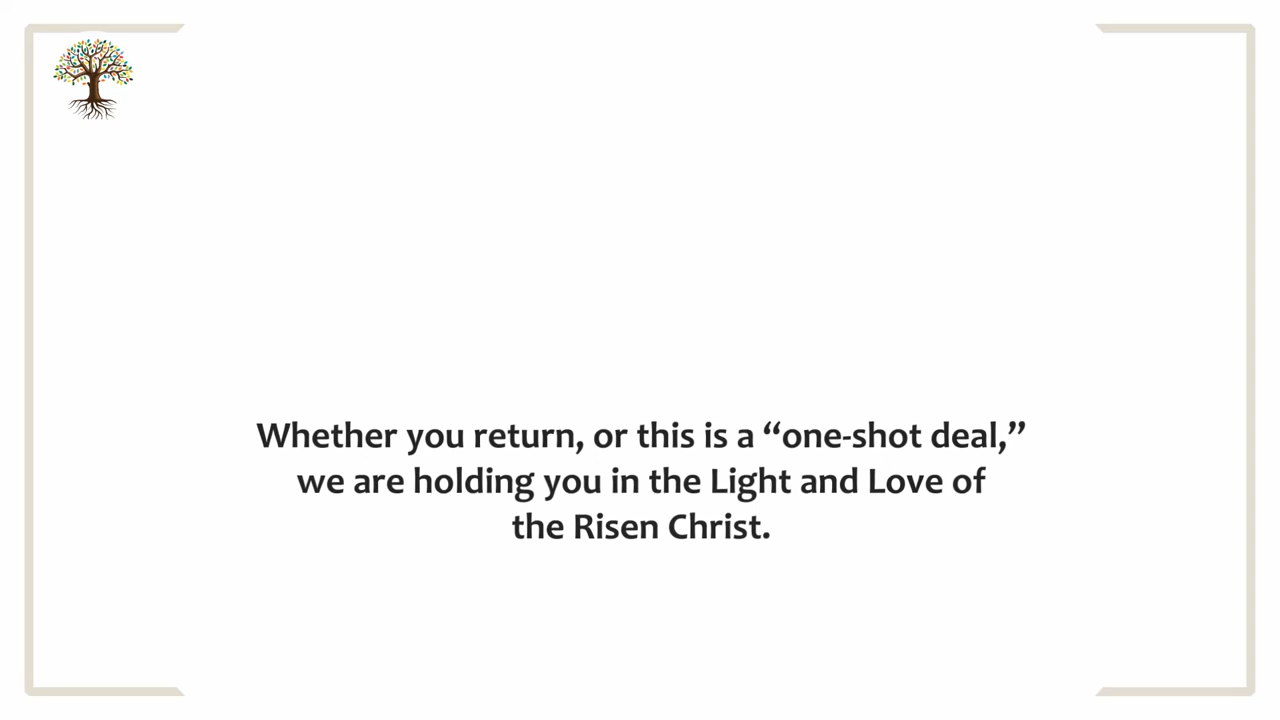 Whether you return, or this is a “one-shot deal,”
we are holding you in the Light and Love of
the Risen Christ.